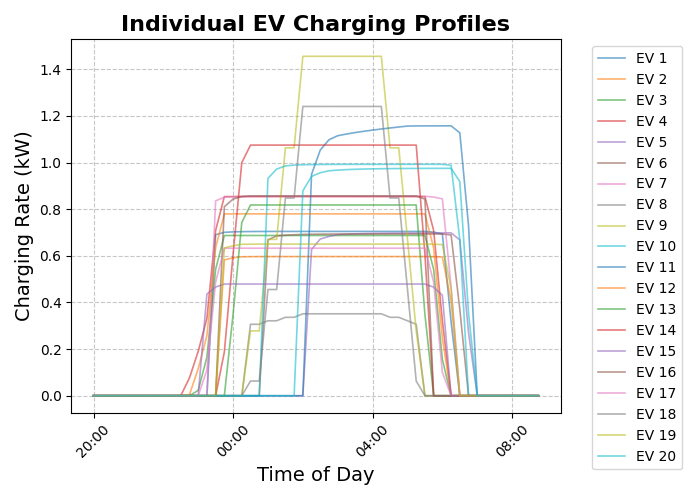 Individual EV Charging Profiles
Charging Rate (kW)
1.4
1.2
1.0
0.8
0.6
0.4
0.2
0.0
20:00
00:00
04:00
08:00
Time of Day
EV 1
EV 2
EV 3
EV 4
EV 5
EV 6
EV 7
EV 8
EV 9
EV 10
EV 11
EV 12
EV 13
EV 14
EV 15
EV 16
EV 17
EV 18
EV 19
EV 20